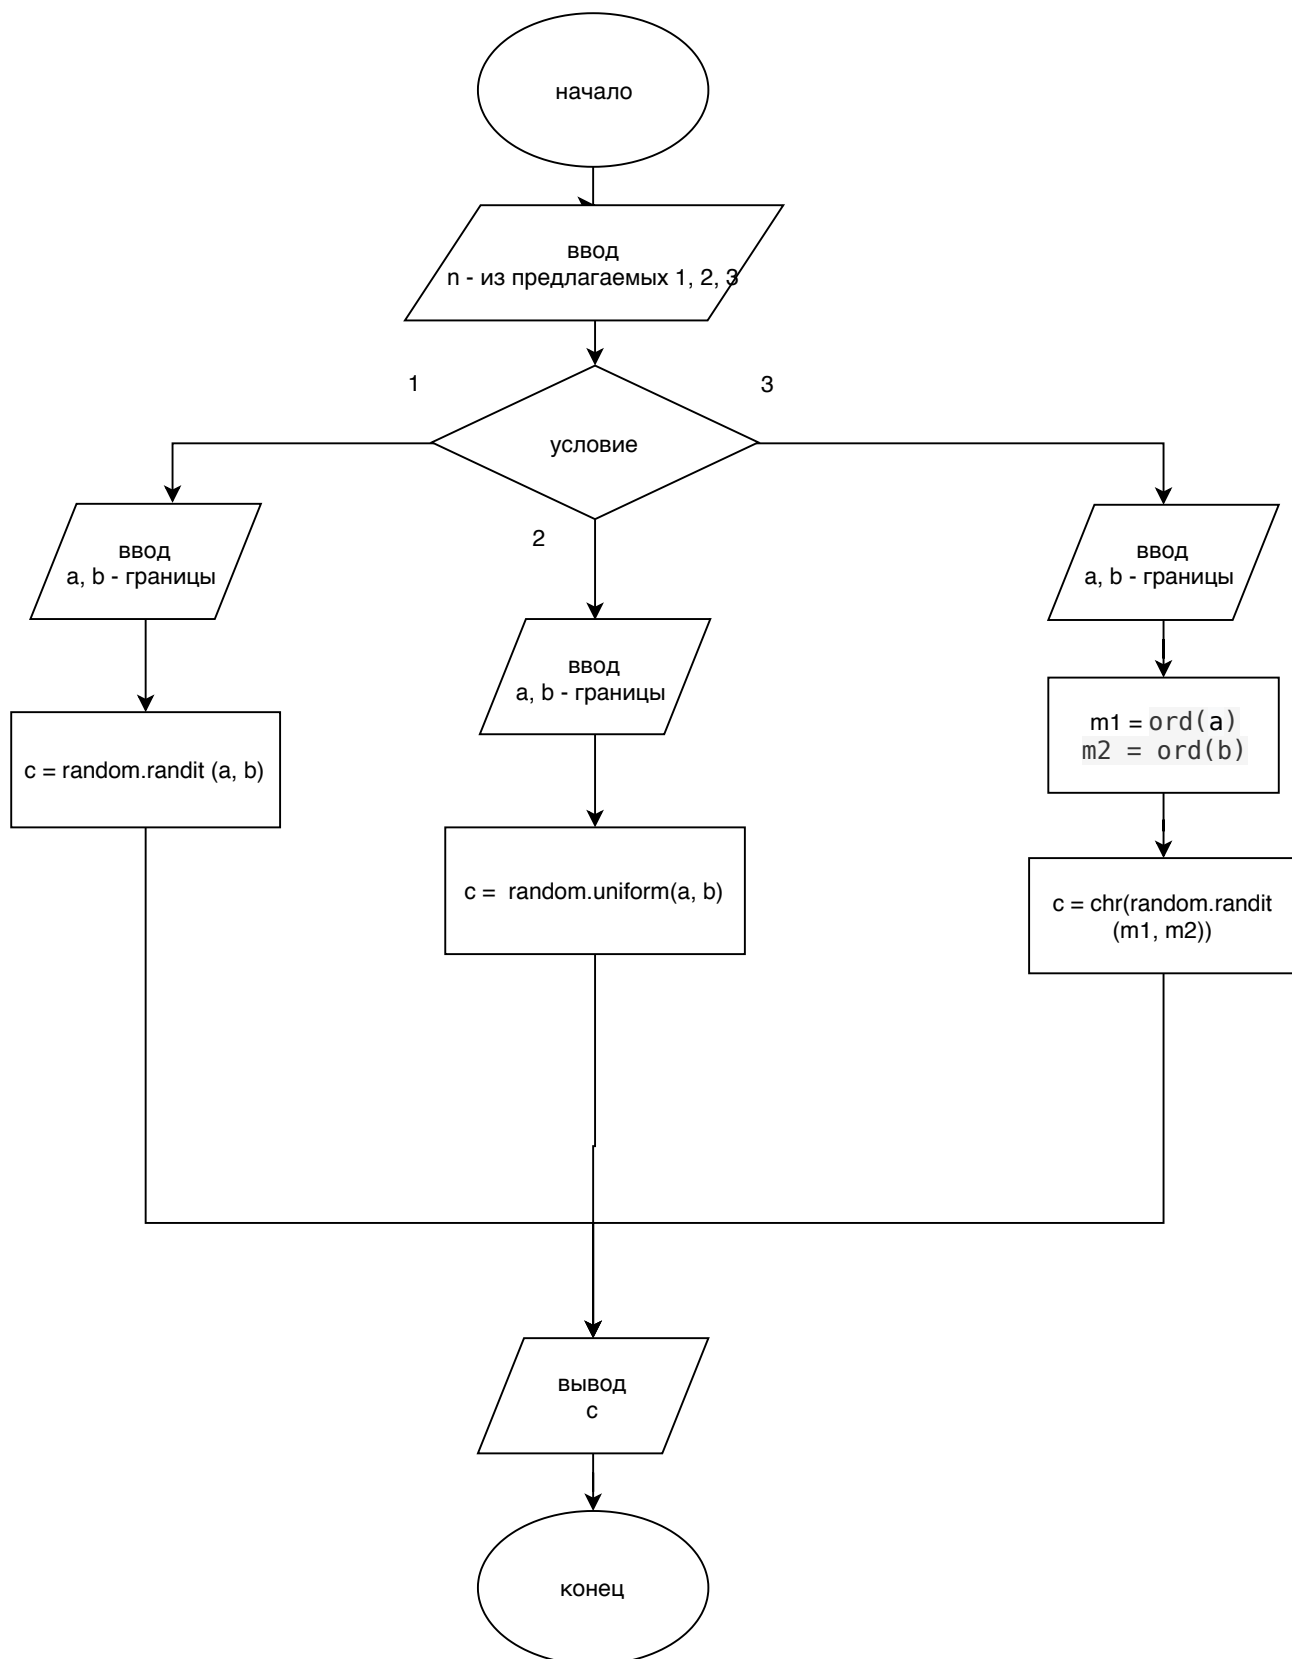 начало
ввод
n - из предлагаемых 1, 2, 3
1
3
условие
2
ввод
a, b - границы
ввод
a, b - границы
ввод
a, b - границы
c = random.randit (a, b)
m1 = ord(a)
m2 = ord(b)
c = random.uniform(a, b)
c = chr(random.randit
(m1, m2))
вывод
c
конец